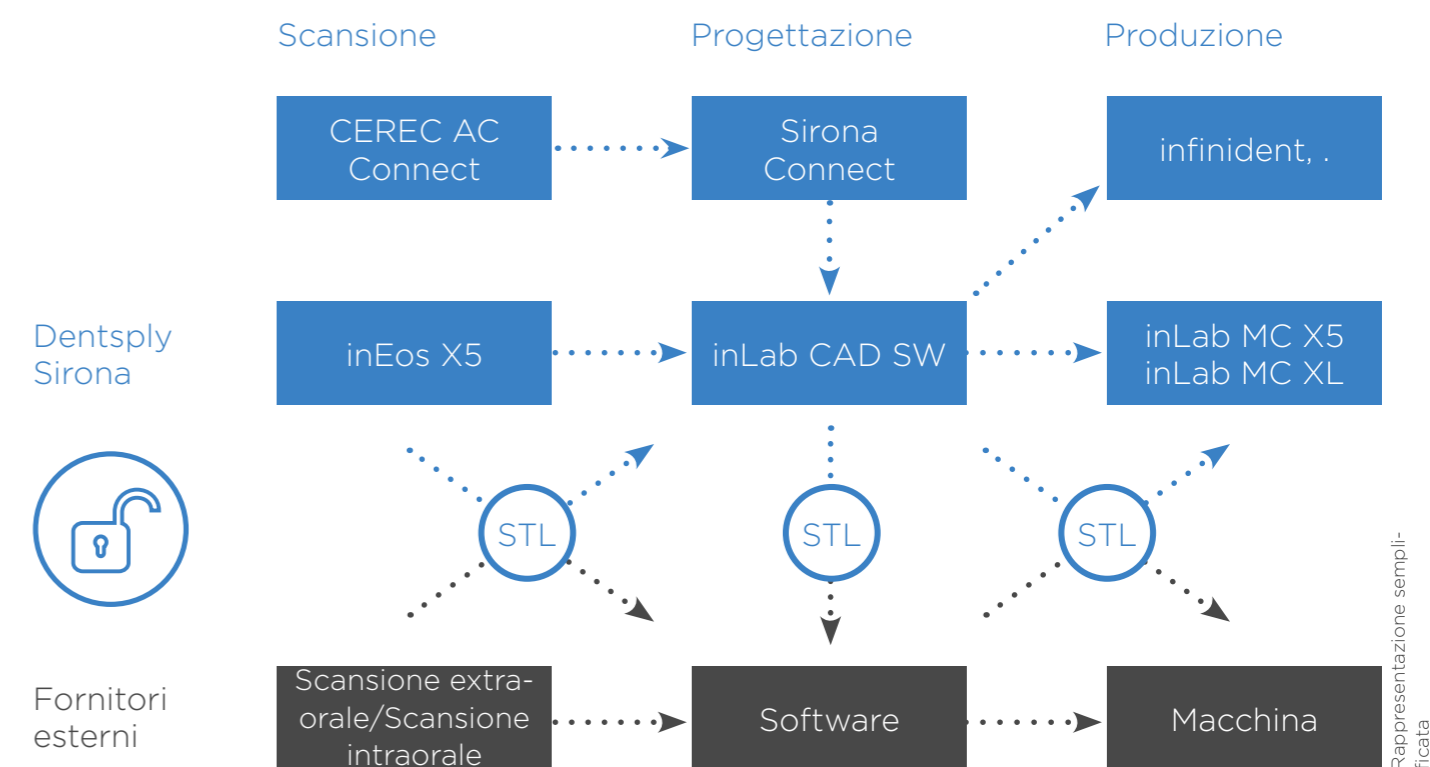 Scansione
Progettazione
Produzione
CEREC AC
Connect
Sirona
Connect
infinident, .
Dentsply
Sirona
inEos X5
inLab CAD SW
inLab MC X5
inLab MC XL
STL
STL
STL
Fornitori
esterni
Scansione extra-
orale/Scansione
intraorale
Software
Macchina
Rappresentazione sempli-
ficata